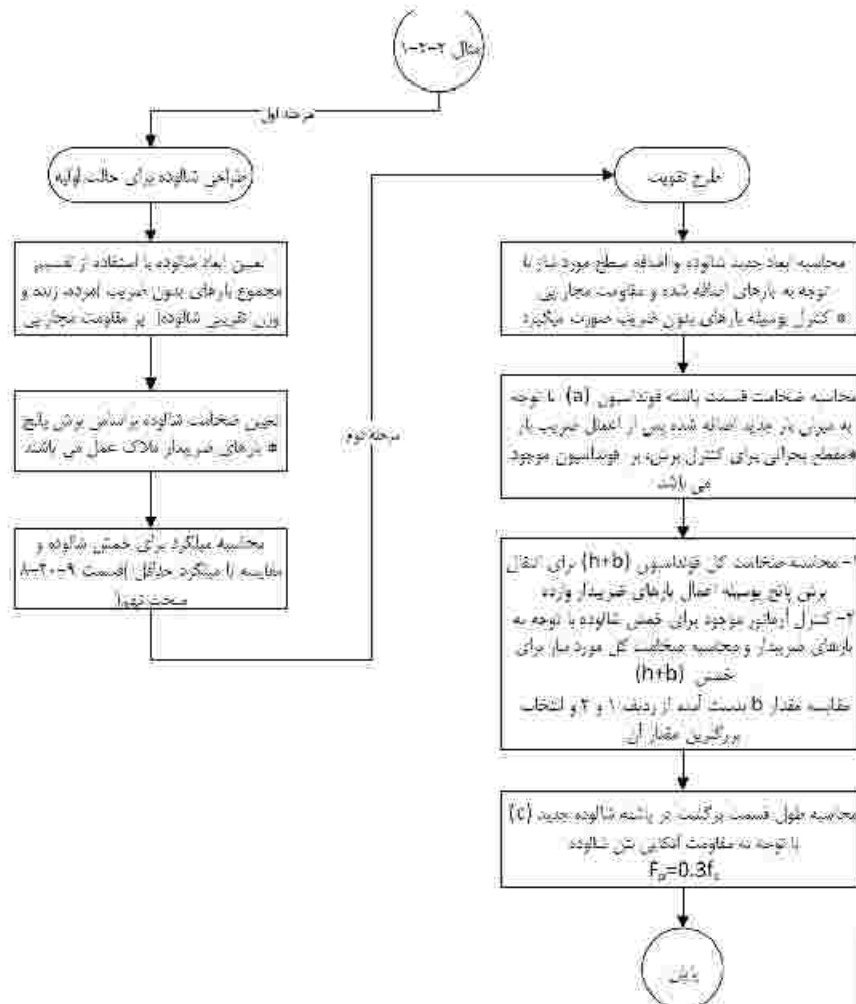 مثال ۲-۲-۱
مرحله اول
طراحی شالوده برای حالت اولیه
تعیین ابعاد شالوده با استفاده از تقسیم
مجموع بارهای بدون ضریب (مرده، زنده و
وزن تقریبی شالوده) بر مقاومت مجاز پی
تعیین ضخامت شالوده بر اساس برش پانچ
* بارهای ضریبدار ملاک عمل می باشند
محاسبه میلگرد برای خمش شالوده و
مقایسه با میلگرد حداقل (قسمت ۹-۲۰-۸
مبحث نهم)
مرحله دوم
طرح تقویت
محاسبه ابعاد جدید شالوده و اضافه سطح مورد نیاز با
توجه به بارهای اضافه شده و مقاومت مجاز پی
* کنترل بوسیله بارهای بدون ضریب صورت میگیرد
محاسبه ضخامت قسمت پاشنه فونداسیون (a) با توجه
به میزان بار جدید اضافه شده پس از اعمال ضریب بار
*مقطع بحرانی برای کنترل برش، بر فونداسیون موجود
می باشد
۱- محاسبه ضخامت کل فونداسیون (h+b) برای انتقال
برش پانچ بوسیله اعمال بارهای ضریبدار وارده
۲- کنترل آرماتور موجود برای خمش شالوده با توجه به
بارهای ضریبدار و محاسبه ضخامت کل مورد نیاز برای
خمش (h+b)
مقایسه مقدار b بدست آمده از ردیف ۱ و ۲ و انتخاب
بزرگترین مقدار آن
محاسبه طول قسمت برگشت در پاشنه شالوده جدید (c)
با توجه به مقاومت اتکایی بتن شالوده
Fₚ=0.3f꜀
پایان